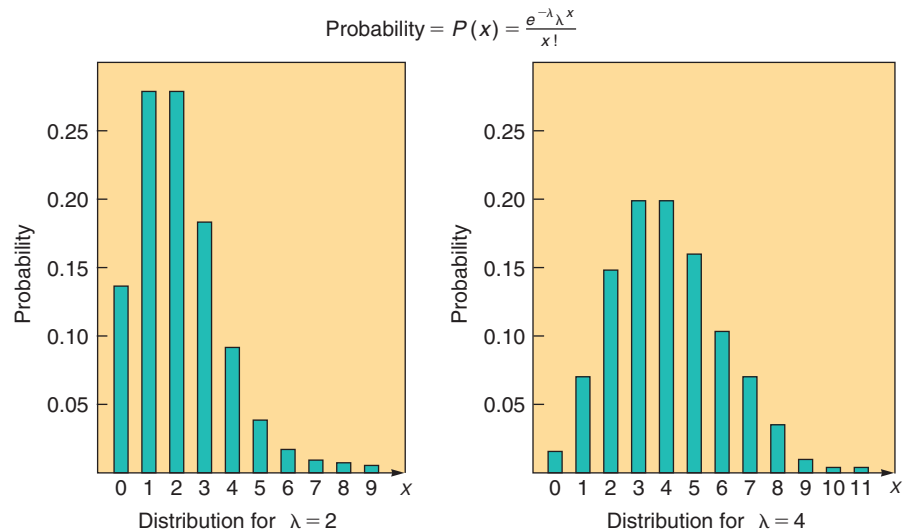 Probability = P(x) = e^{−λ}λ^x / x!
Probability
0.25
0.20
0.15
0.10
0.05
0 1 2 3 4 5 6 7 8 9 x
Distribution for λ = 2
Probability
0.25
0.20
0.15
0.10
0.05
0 1 2 3 4 5 6 7 8 9 10 11 x
Distribution for λ = 4